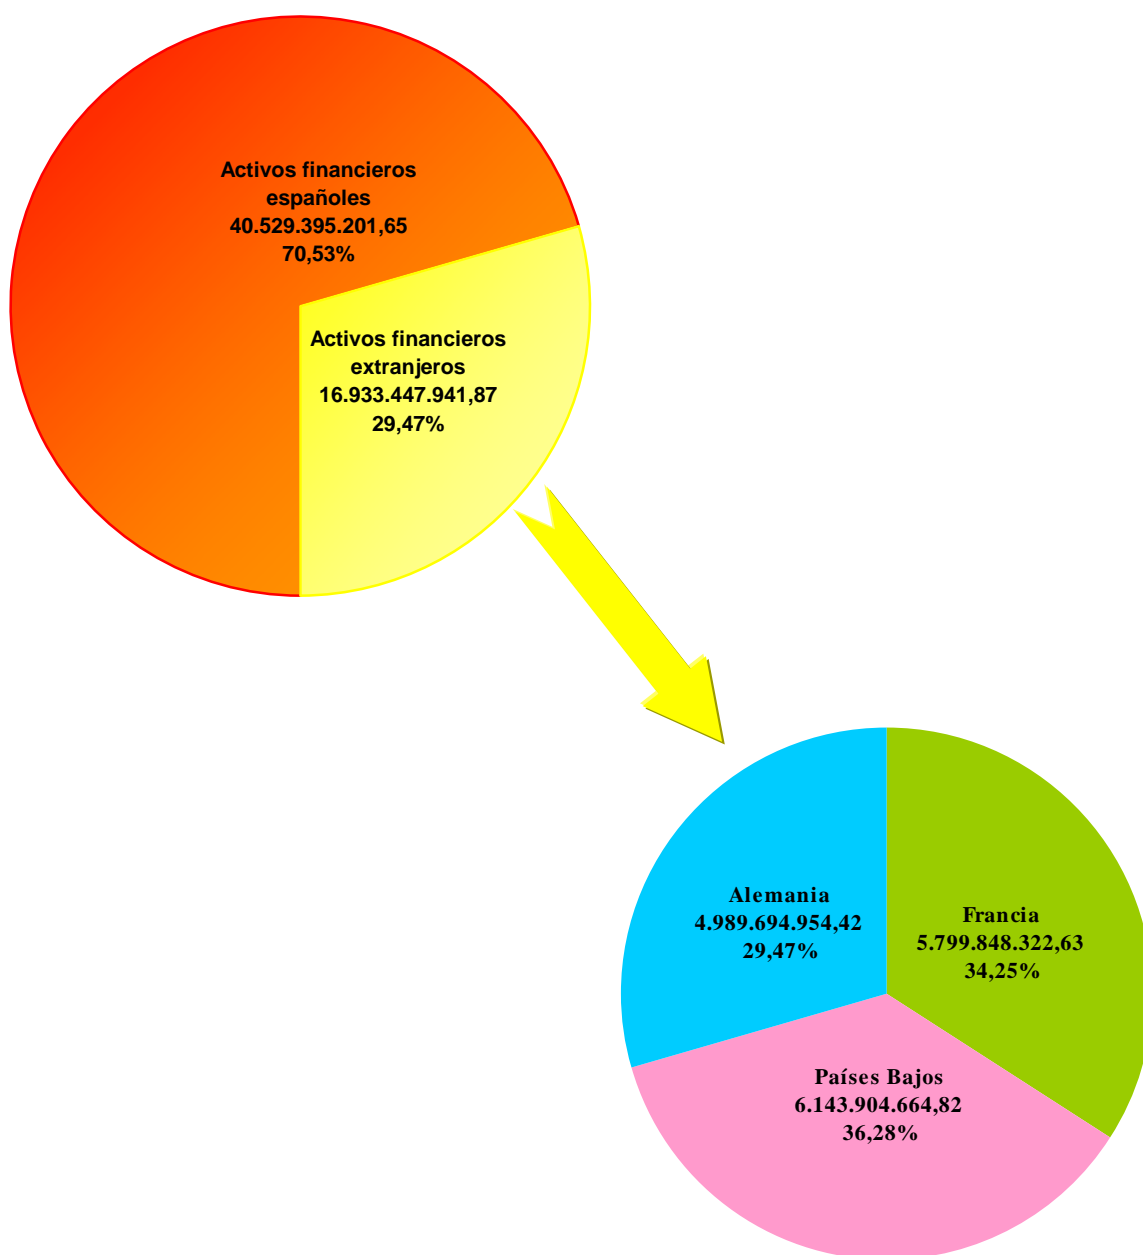 Activos financieros
españoles
40.529.395.201,65
70,53%
Activos financieros
extranjeros
16.933.447.941,87
29,47%
Alemania
4.989.694.954,42
29,47%
Francia
5.799.848.322,63
34,25%
Países Bajos
6.143.904.664,82
36,28%